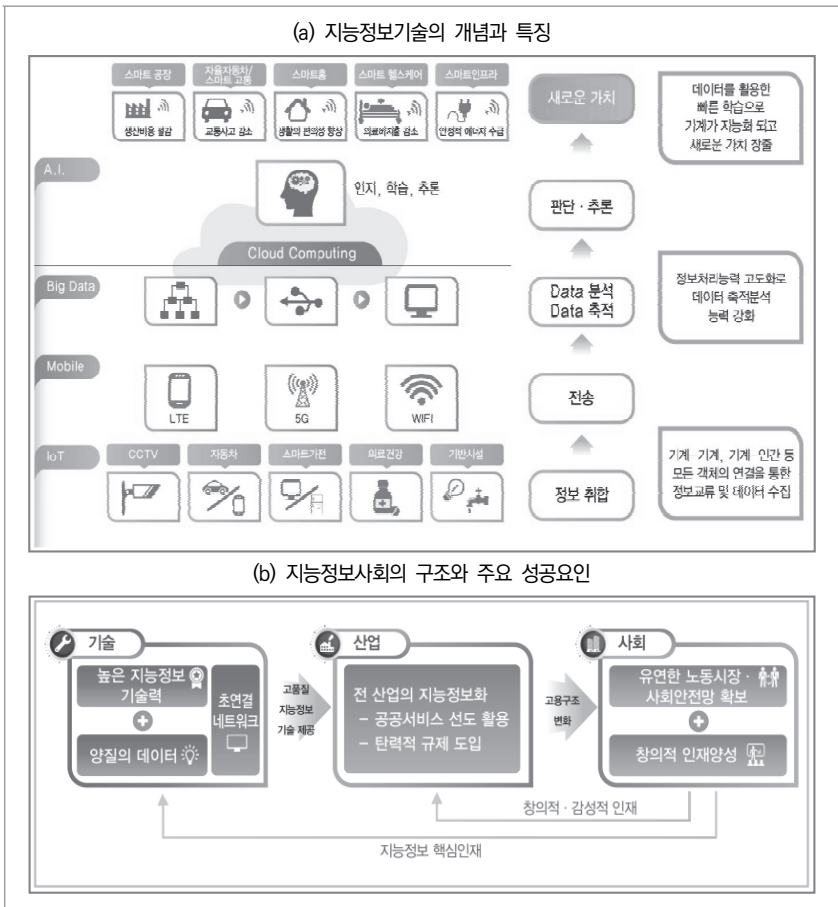 (a) 지능정보기술의 개념과 특징
스마트 공장
자율자동차/
스마트 교통
스마트홈
스마트 헬스케어
스마트인프라
생산비용 절감
교통사고 감소
생활의 편의성 향상
의료비지출 감소
안정적 에너지 수급
새로운 가치
데이터를 활용한
빠른 학습으로
기계가 지능화 되고
새로운 가치 창출
A.I.
인지, 학습, 추론
판단 · 추론
Cloud Computing
Big Data
Data 분석
Data 축적
정보처리능력 고도화로
데이터 축적분석
능력 강화
Mobile
LTE
5G
WIFI
전송
IoT
CCTV
자동차
스마트가전
의료건강
기반시설
정보 취합
기계-기계, 기계-인간 등
모든 객체의 연결을 통한
정보교류 및 데이터 수집
(b) 지능정보사회의 구조와 주요 성공요인
기술
높은 지능정보
기술력
양질의 데이터
초연결
네트워크
고품질
지능정보
기술 제공
산업
전 산업의 지능정보화
– 공공서비스 선도 활용
– 탄력적 규제 도입
고용구조
변화
사회
유연한 노동시장 ·
사회안전망 확보
창의적 인재양성
창의적 · 감성적 인재
지능정보 핵심인재